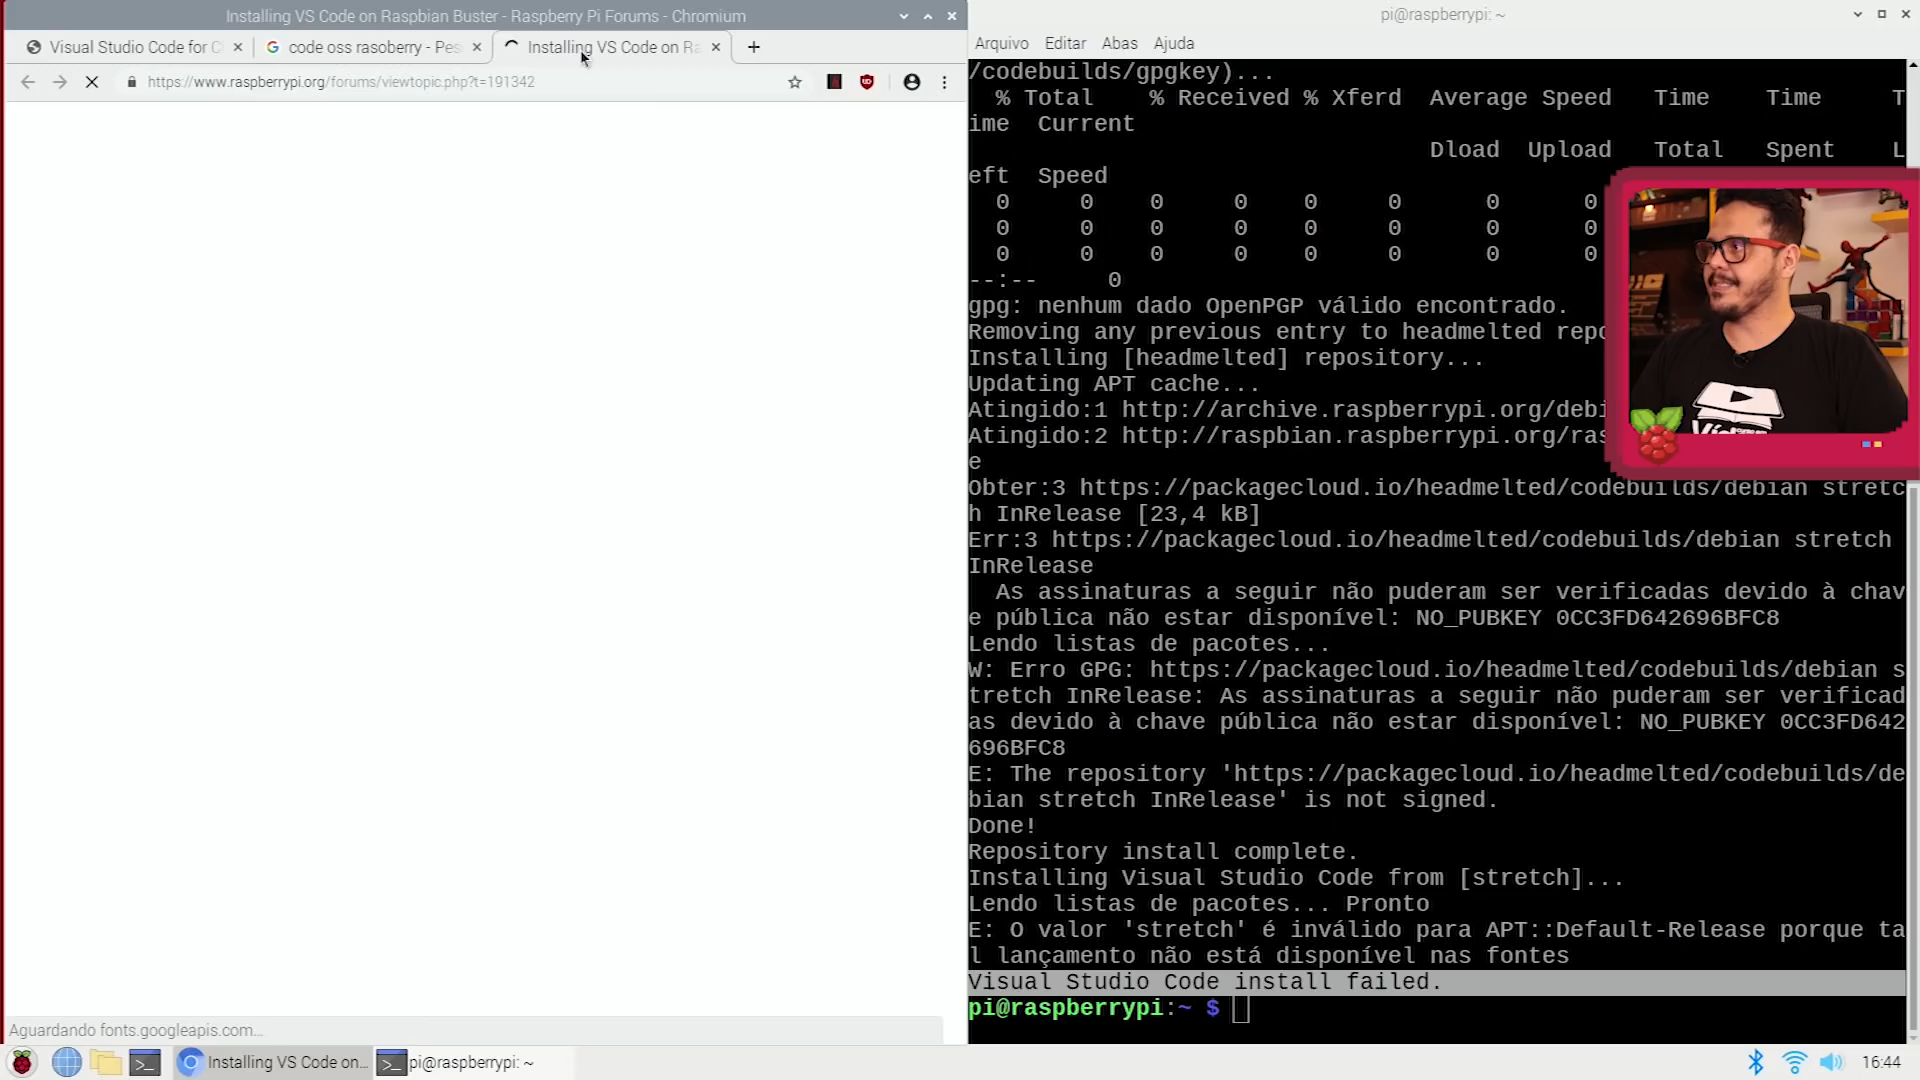 Installing VS Code on Raspbian Buster - Raspberry Pi Forums - Chromium
Visual Studio Code for C
code oss rasoberry - Pes
Installing VS Code on Ra
https://www.raspberrypi.org/forums/viewtopic.php?t=191342
Aguardando fonts.googleapis.com...
pi@raspberrypi: ~
Arquivo Editar Abas Ajuda
/codebuilds/gpgkey)...
% Total % Received % Xferd Average Speed Time Time T
ime Current
Dload Upload Total Spent L
eft Speed
0 0 0 0 0 0 0
0 0 0 0 0 0 0
0 0 0 0 0 0 0
--:-- 0
gpg: nenhum dado OpenPGP válido encontrado.
Removing any previous entry to headmelted repo
Installing [headmelted] repository...
Updating APT cache...
Atingido:1 http://archive.raspberrypi.org/debi
Atingido:2 http://raspbian.raspberrypi.org/ras
e
Obter:3 https://packagecloud.io/headmelted/codebuilds/debian stretc
h InRelease [23,4 kB]
Err:3 https://packagecloud.io/headmelted/codebuilds/debian stretch
InRelease
As assinaturas a seguir não puderam ser verificadas devido à chav
e pública não estar disponível: NO_PUBKEY 0CC3FD642696BFC8
Lendo listas de pacotes...
W: Erro GPG: https://packagecloud.io/headmelted/codebuilds/debian s
tretch InRelease: As assinaturas a seguir não puderam ser verificad
as devido à chave pública não estar disponível: NO_PUBKEY 0CC3FD642
696BFC8
E: The repository 'https://packagecloud.io/headmelted/codebuilds/de
bian stretch InRelease' is not signed.
Done!
Repository install complete.
Installing Visual Studio Code from [stretch]...
Lendo listas de pacotes... Pronto
E: O valor 'stretch' é inválido para APT::Default-Release porque ta
l lançamento não está disponível nas fontes
Visual Studio Code install failed.
pi@raspberrypi:~ $
Installing VS Code on...
pi@raspberrypi: ~
16:44